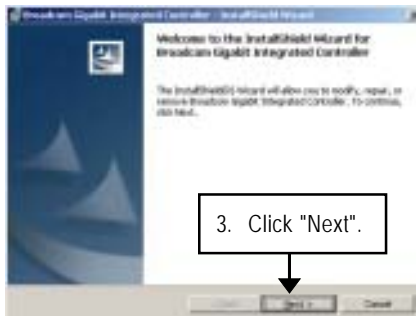 Broadcom Gigabit Integrated Controller - InstallShield Wizard
Welcome to the InstallShield Wizard for
Broadcom Gigabit Integrated Controller
The InstallShield® Wizard will allow you to modify, repair, or
remove Broadcom Gigabit Integrated Controller. To continue,
click Next.
3. Click "Next".
Next >
Cancel